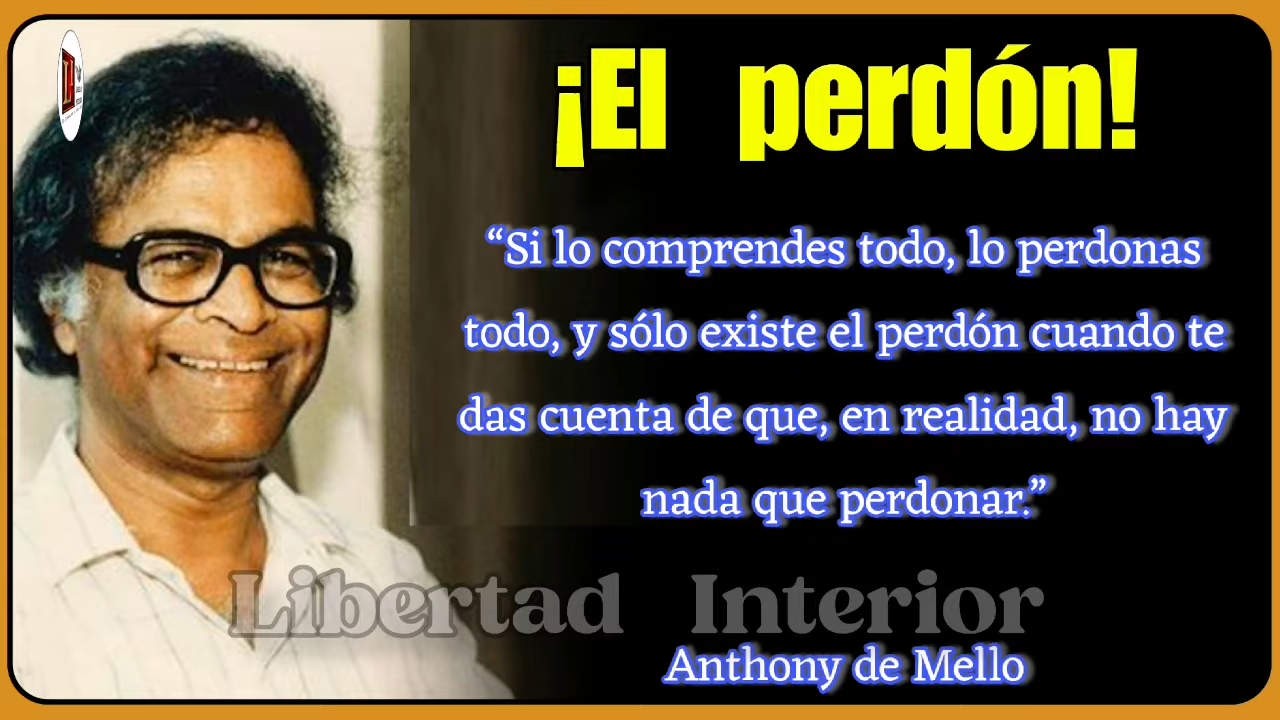 ¡El perdón!
“Si lo comprendes todo, lo perdonas
todo, y sólo existe el perdón cuando te
das cuenta de que, en realidad, no hay
nada que perdonar.”
Libertad Interior
Anthony de Mello